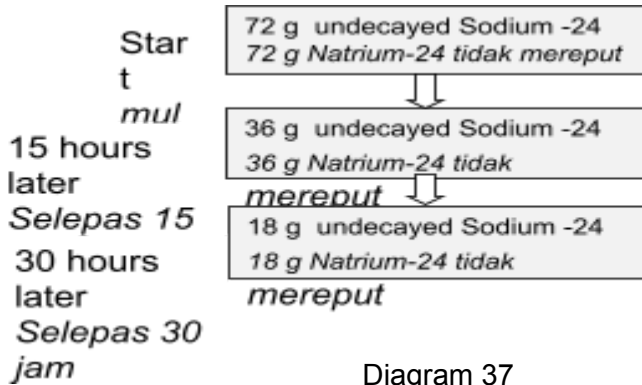 Star
t
mul
72 g undecayed Sodium -24
72 g Natrium-24 tidak mereput
15 hours
later
Selepas 15
36 g undecayed Sodium -24
36 g Natrium-24 tidak
mereput
30 hours
later
Selepas 30
jam
18 g undecayed Sodium -24
18 g Natrium-24 tidak
mereput
Diagram 37